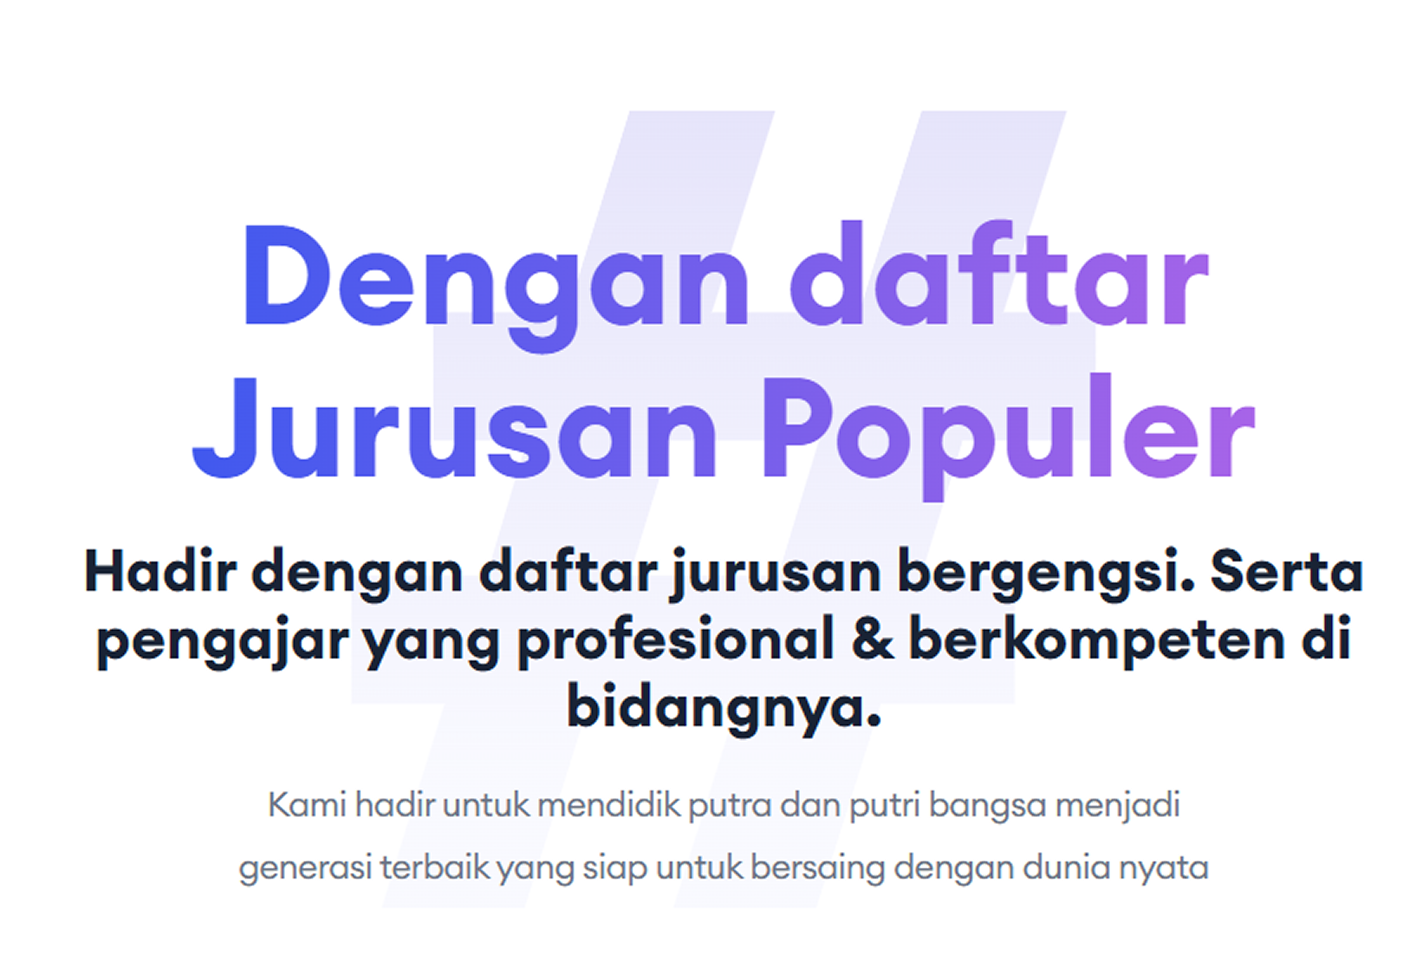 Dengan daftar
Jurusan Populer
Hadir dengan daftar jurusan bergengsi. Serta
pengajar yang profesional & berkompeten di
bidangnya.
Kami hadir untuk mendidik putra dan putri bangsa menjadi
generasi terbaik yang siap untuk bersaing dengan dunia nyata